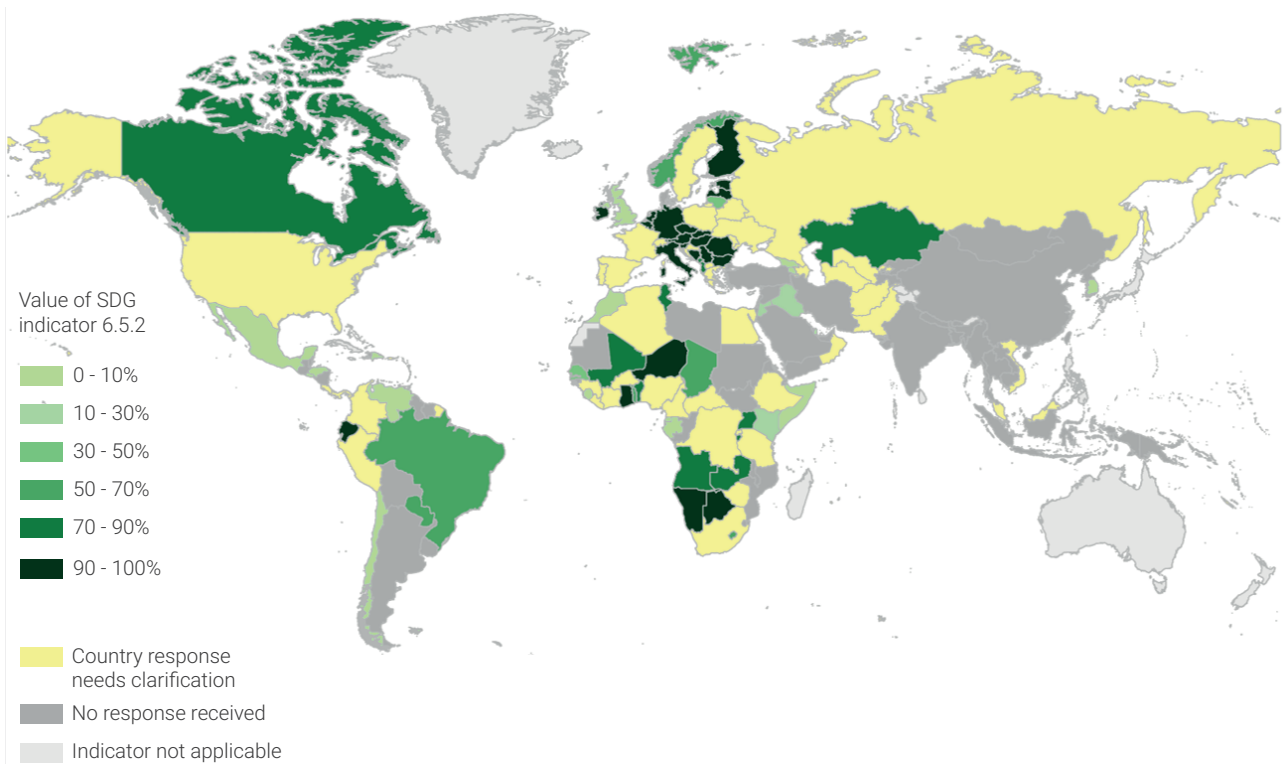 Value of SDG
indicator 6.5.2
0 - 10%
10 - 30%
30 - 50%
50 - 70%
70 - 90%
90 - 100%
Country response
needs clarification
No response received
Indicator not applicable